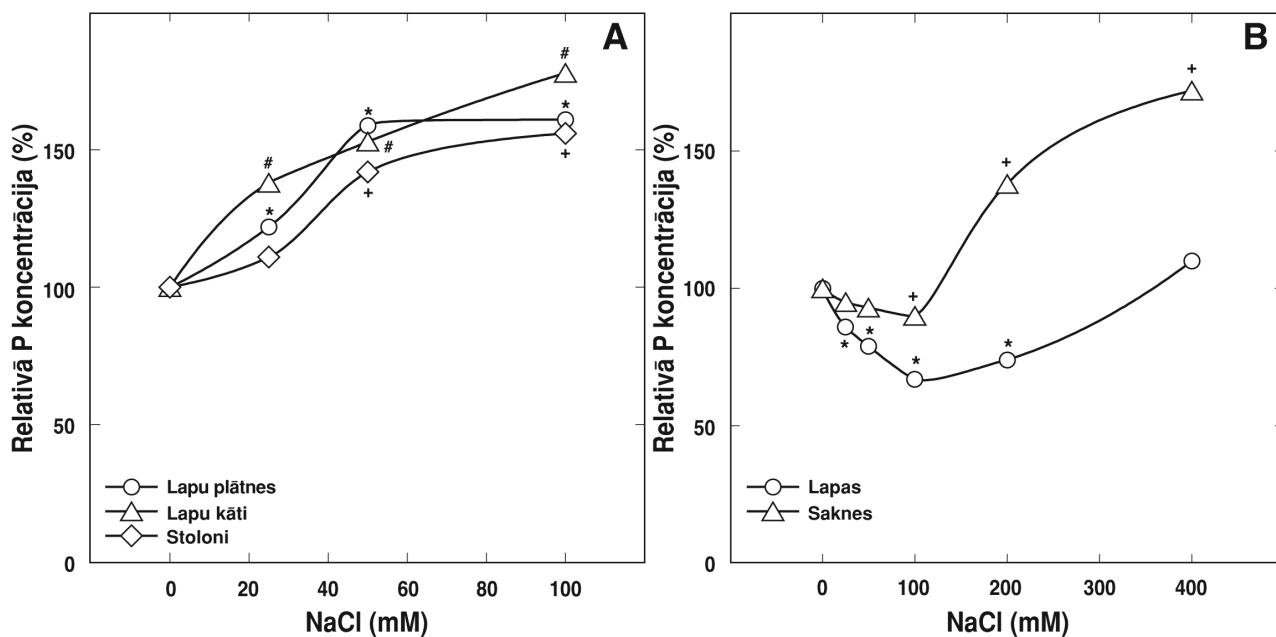 A
Relatīvā P koncentrācija (%)
150
100
50
0
#
*
*
#
+
#
*
+
Lapu plātnes
Lapu kāti
Stoloni
0 20 40 60 80 100
NaCl (mM)
B
Relatīvā P koncentrācija (%)
150
100
50
0
*
*
+
*
+
*
+
Lapas
Saknes
0 100 200 300 400
NaCl (mM)